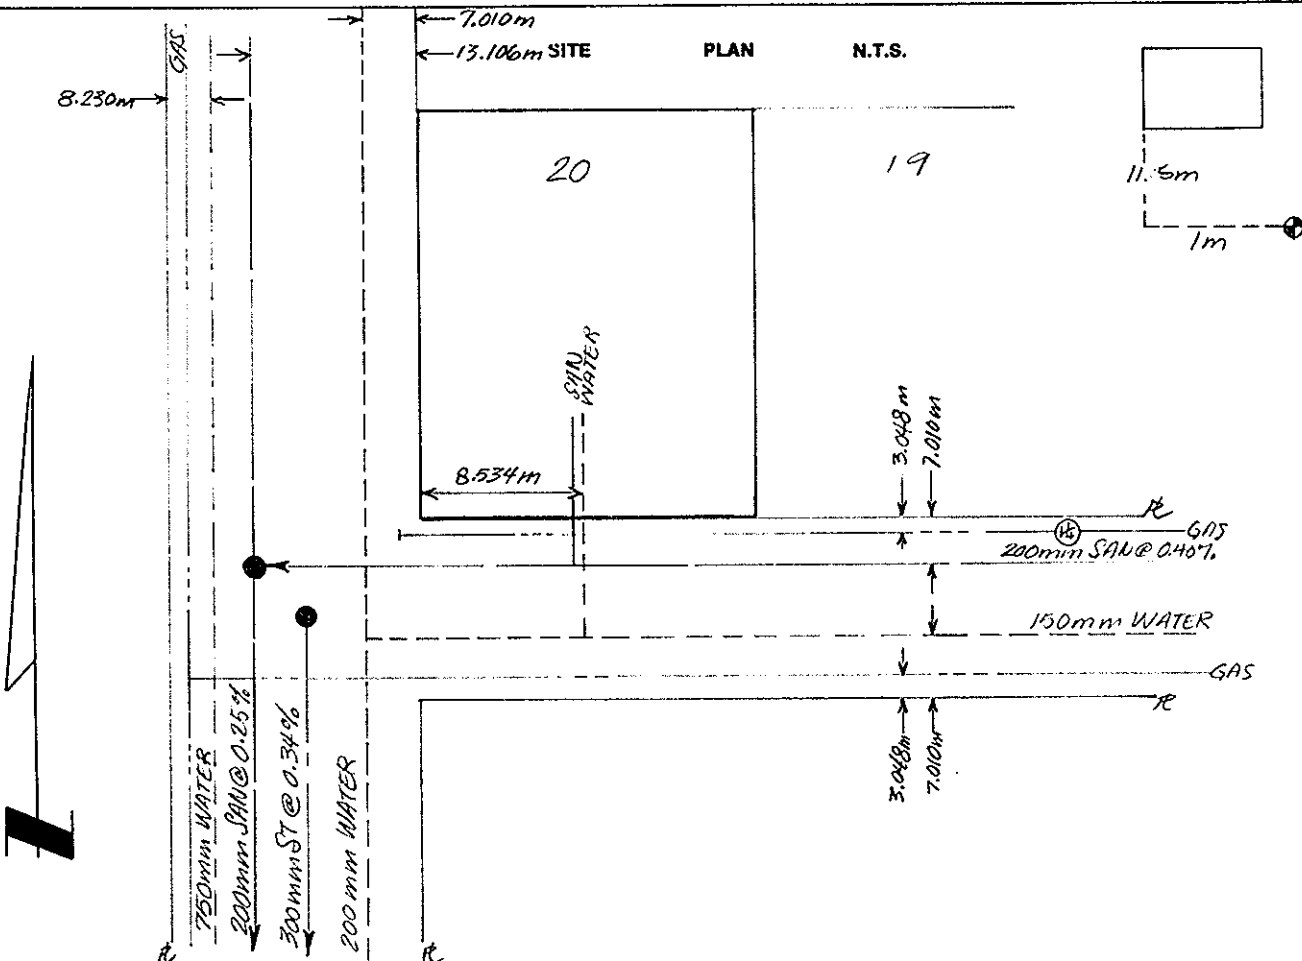 7.010m
13.106m SITE PLAN N.T.S.
GAS
8.230m
20
19
11.5m
1m
SAN
WATER
3.048m
7.010m
8.534m
GAS
200mm SAN @ 0.40%
150mm WATER
GAS
750mm WATER
200mm SAN @ 0.25%
300mm ST @ 0.34%
200mm WATER
3.048m
7.010m